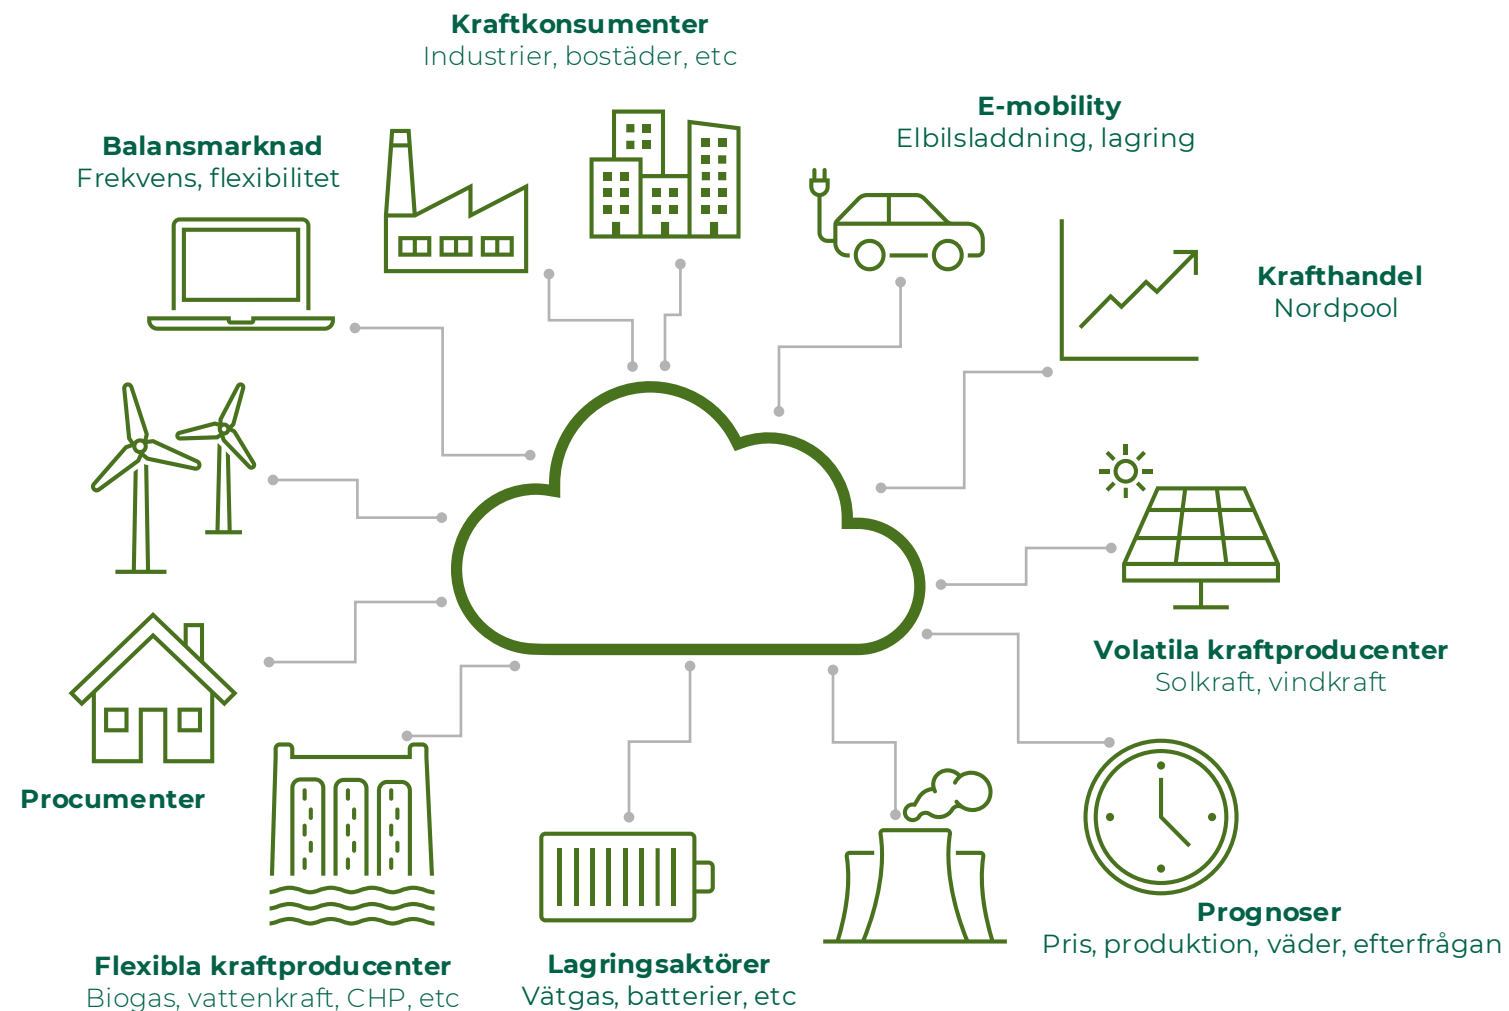 Kraftkonsumenter
Industrier, bostäder, etc
E-mobility
Elbilsladdning, lagring
Balansmarknad
Frekvens, flexibilitet
Krafthandel
Nordpool
Volatila kraftproducenter
Solkraft, vindkraft
Procumenter
Prognoser
Pris, produktion, väder, efterfrågan
Flexibla kraftproducenter
Biogas, vattenkraft, CHP, etc
Lagringsaktörer
Vätgas, batterier, etc